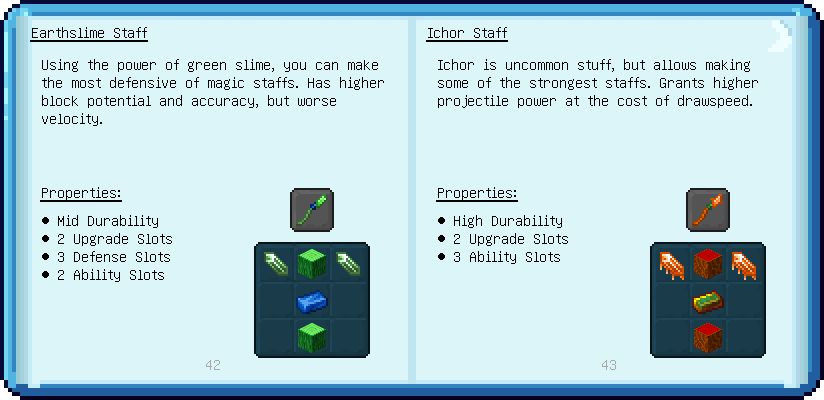 Earthslime Staff
Using the power of green slime, you can make
the most defensive of magic staffs. Has higher
block potential and accuracy, but worse
velocity.
Properties:
● Mid Durability
● 2 Upgrade Slots
● 3 Defense Slots
● 2 Ability Slots
42
Ichor Staff
Ichor is uncommon stuff, but allows making
some of the strongest staffs. Grants higher
projectile power at the cost of drawspeed.
Properties:
● High Durability
● 2 Upgrade Slots
● 3 Ability Slots
43